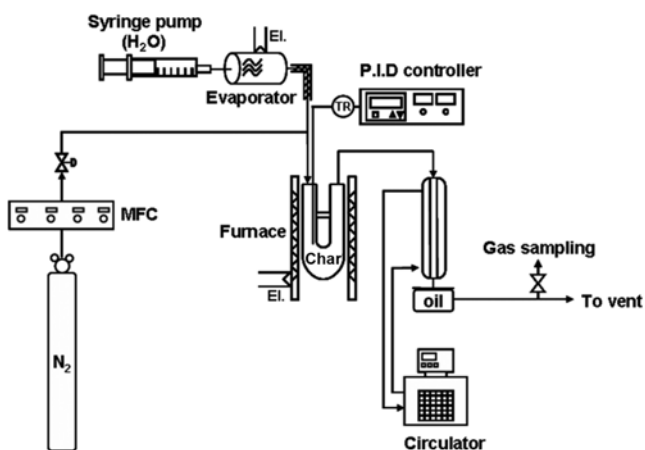 Syringe pump
(H₂O)
El.
Evaporator
P.I.D controller
TR
MFC
Furnace
Char
El.
N₂
oil
Gas sampling
To vent
Circulator